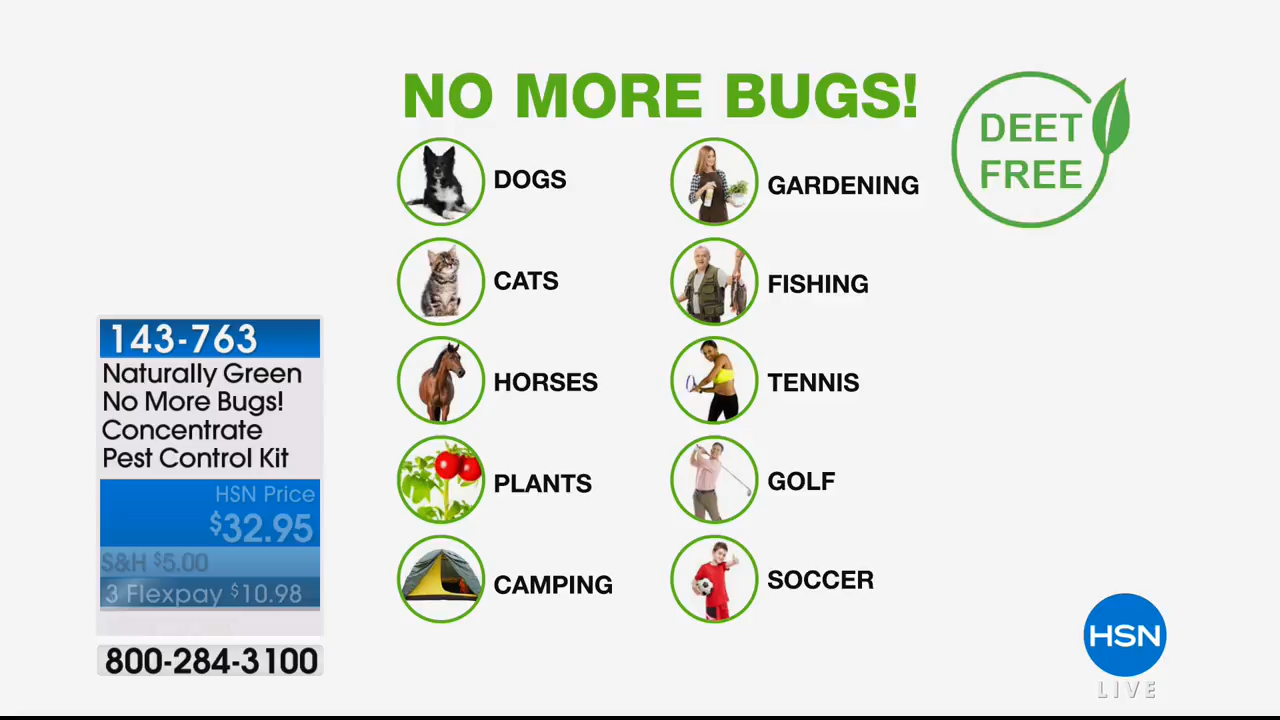 NO MORE BUGS!
DEET
FREE
DOGS
GARDENING
CATS
FISHING
HORSES
TENNIS
PLANTS
GOLF
CAMPING
SOCCER
143-763
Naturally Green
No More Bugs!
Concentrate
Pest Control Kit
HSN Price
$32.95
S&H $5.00
3 Flexpay $10.98
800-284-3100
HSN
LIVE